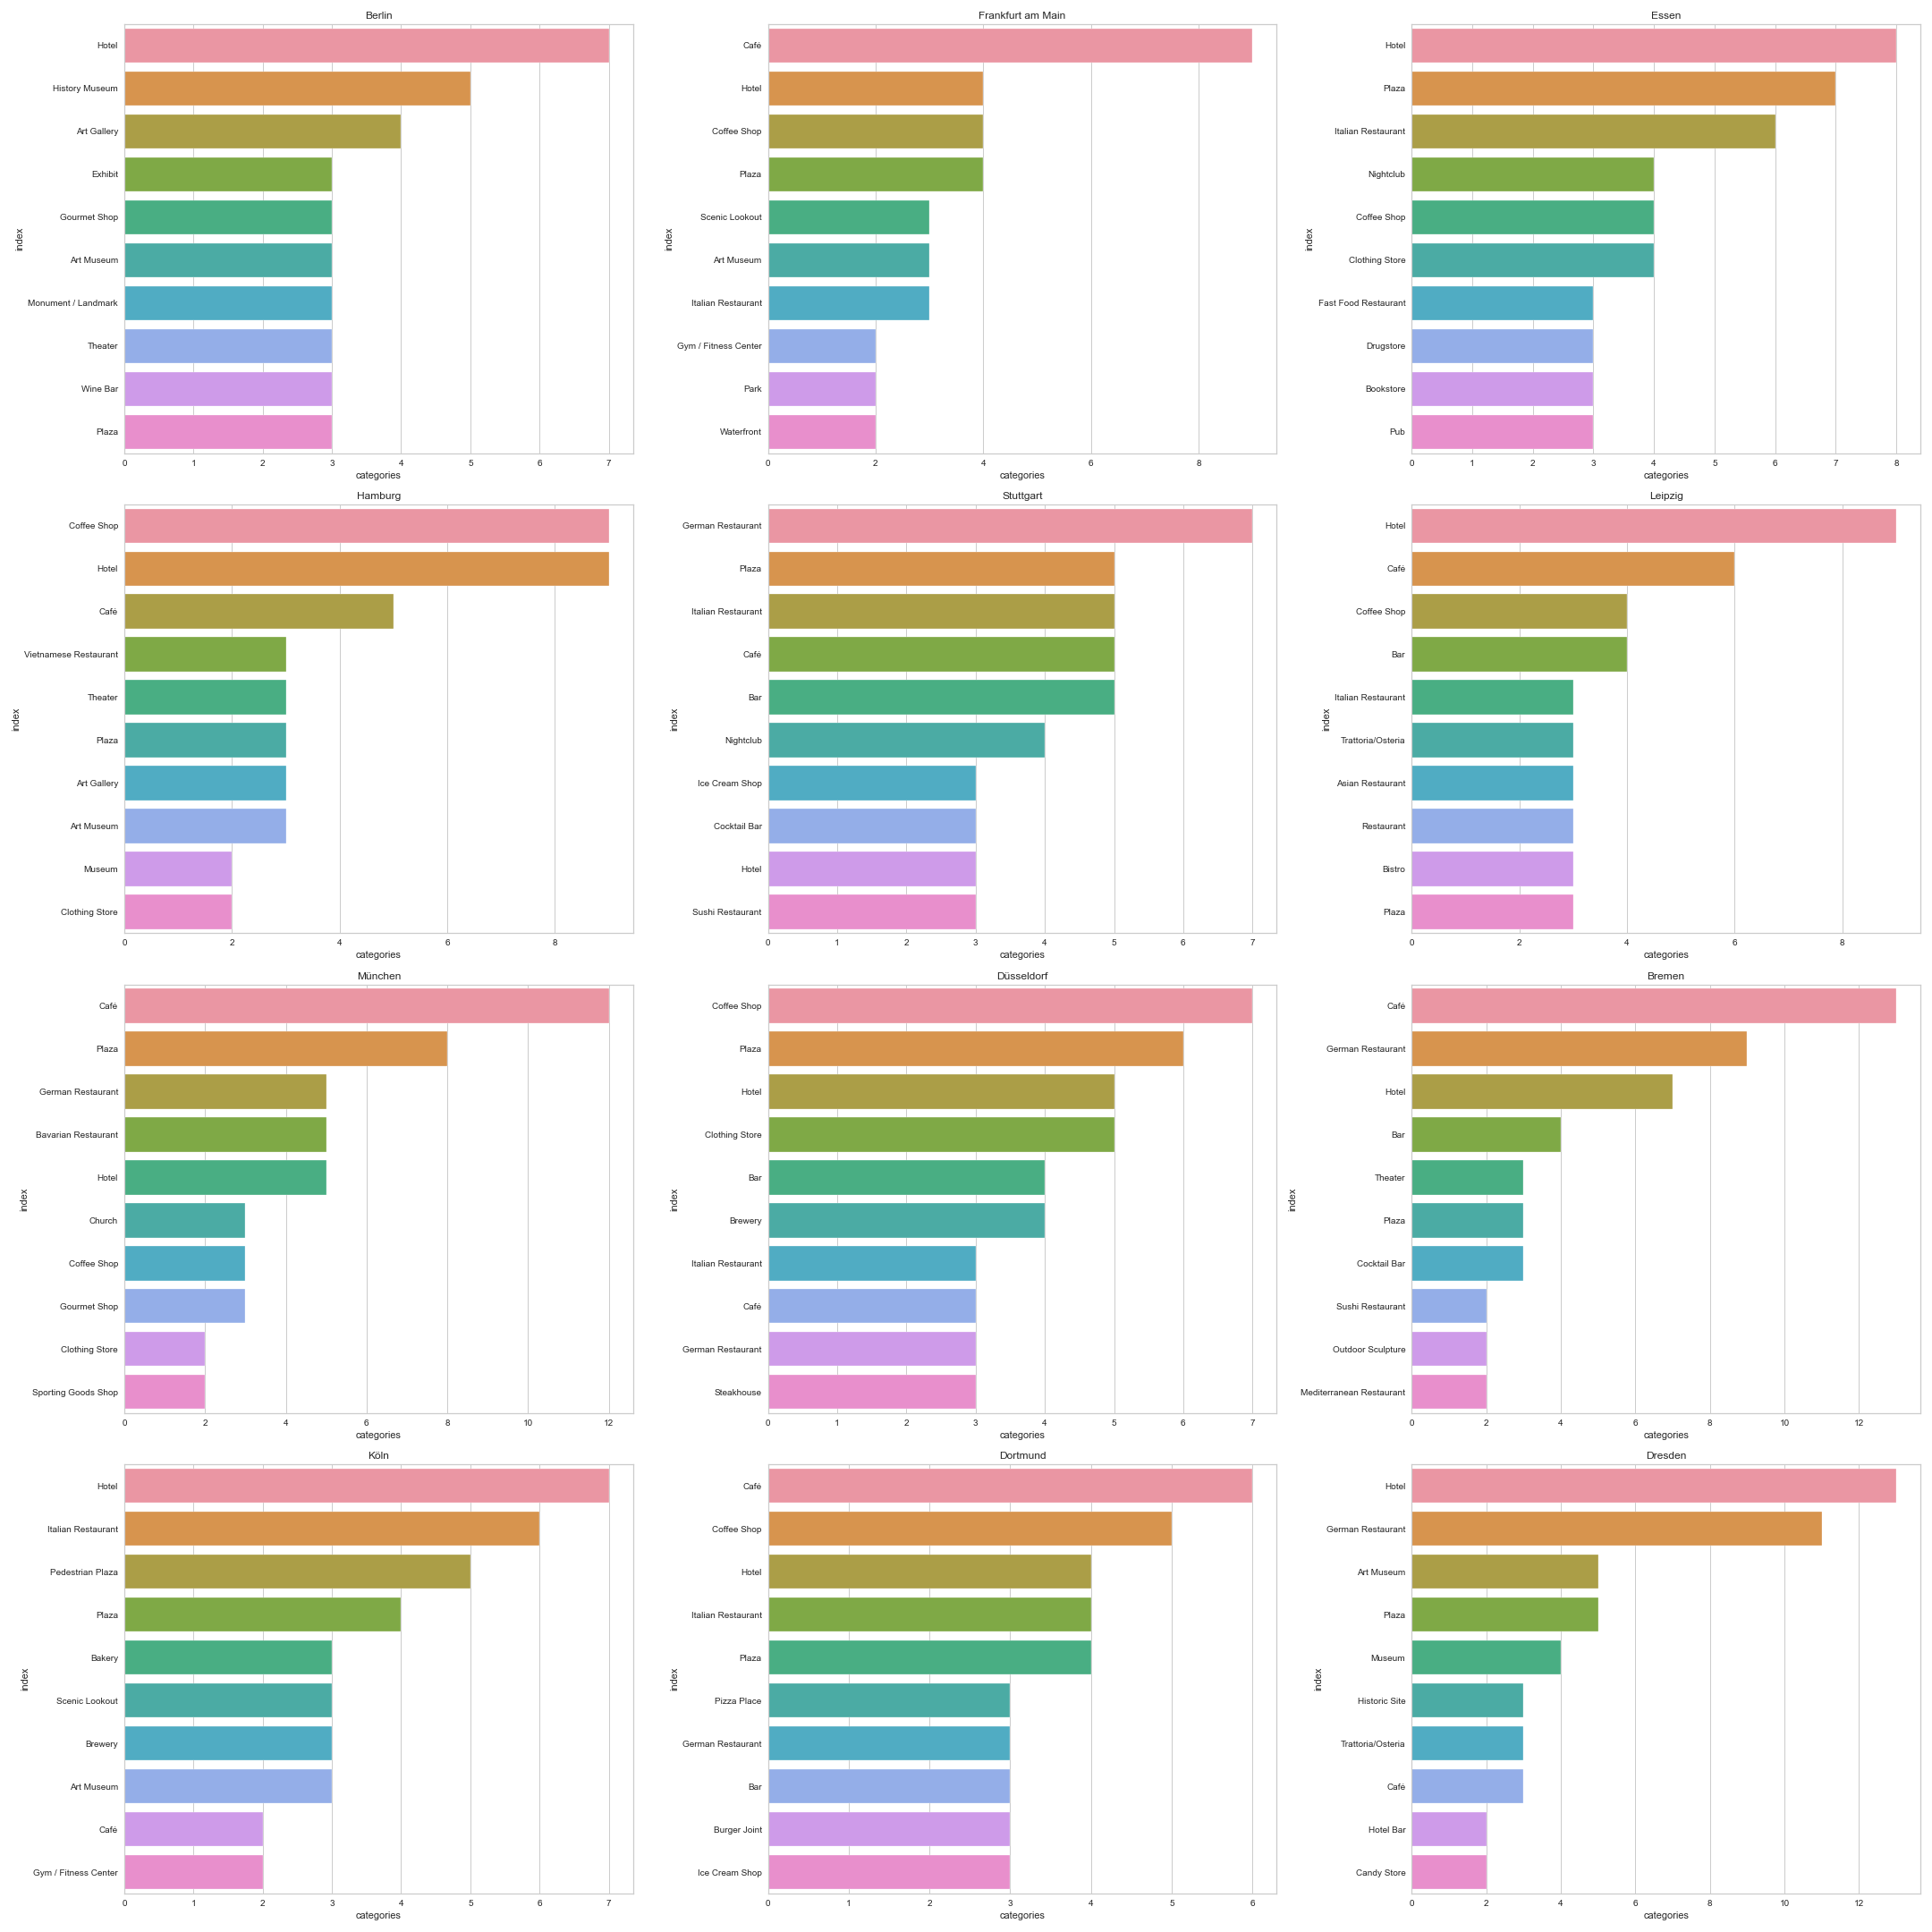 Berlin
Hotel
History Museum
Art Gallery
Exhibit
Gourmet Shop
Art Museum
Monument / Landmark
Theater
Wine Bar
Plaza
index
0 1 2 3 4 5 6 7
categories
Frankfurt am Main
Café
Hotel
Coffee Shop
Plaza
Scenic Lookout
Art Museum
Italian Restaurant
Gym / Fitness Center
Park
Waterfront
index
0 2 4 6 8
categories
Essen
Hotel
Plaza
Italian Restaurant
Nightclub
Coffee Shop
Clothing Store
Fast Food Restaurant
Drugstore
Bookstore
Pub
index
0 1 2 3 4 5 6 7 8
categories
Hamburg
Coffee Shop
Hotel
Café
Vietnamese Restaurant
Theater
Plaza
Art Gallery
Art Museum
Museum
Clothing Store
index
0 2 4 6 8
categories
Stuttgart
German Restaurant
Plaza
Italian Restaurant
Café
Bar
Nightclub
Ice Cream Shop
Cocktail Bar
Hotel
Sushi Restaurant
index
0 1 2 3 4 5 6 7
categories
Leipzig
Hotel
Café
Coffee Shop
Bar
Italian Restaurant
Trattoria/Osteria
Asian Restaurant
Restaurant
Bistro
Plaza
index
0 2 4 6 8
categories
München
Café
Plaza
German Restaurant
Bavarian Restaurant
Hotel
Church
Coffee Shop
Gourmet Shop
Clothing Store
Sporting Goods Shop
index
0 2 4 6 8 10 12
categories
Düsseldorf
Coffee Shop
Plaza
Hotel
Clothing Store
Bar
Brewery
Italian Restaurant
Café
German Restaurant
Steakhouse
index
0 1 2 3 4 5 6 7
categories
Bremen
Café
German Restaurant
Hotel
Bar
Theater
Plaza
Cocktail Bar
Sushi Restaurant
Outdoor Sculpture
Mediterranean Restaurant
index
0 2 4 6 8 10 12
categories
Köln
Hotel
Italian Restaurant
Pedestrian Plaza
Plaza
Bakery
Scenic Lookout
Brewery
Art Museum
Café
Gym / Fitness Center
index
0 1 2 3 4 5 6 7
categories
Dortmund
Café
Coffee Shop
Hotel
Italian Restaurant
Plaza
Pizza Place
German Restaurant
Bar
Burger Joint
Ice Cream Shop
index
0 1 2 3 4 5 6
categories
Dresden
Hotel
German Restaurant
Art Museum
Plaza
Museum
Historic Site
Trattoria/Osteria
Café
Hotel Bar
Candy Store
index
0 2 4 6 8 10 12
categories